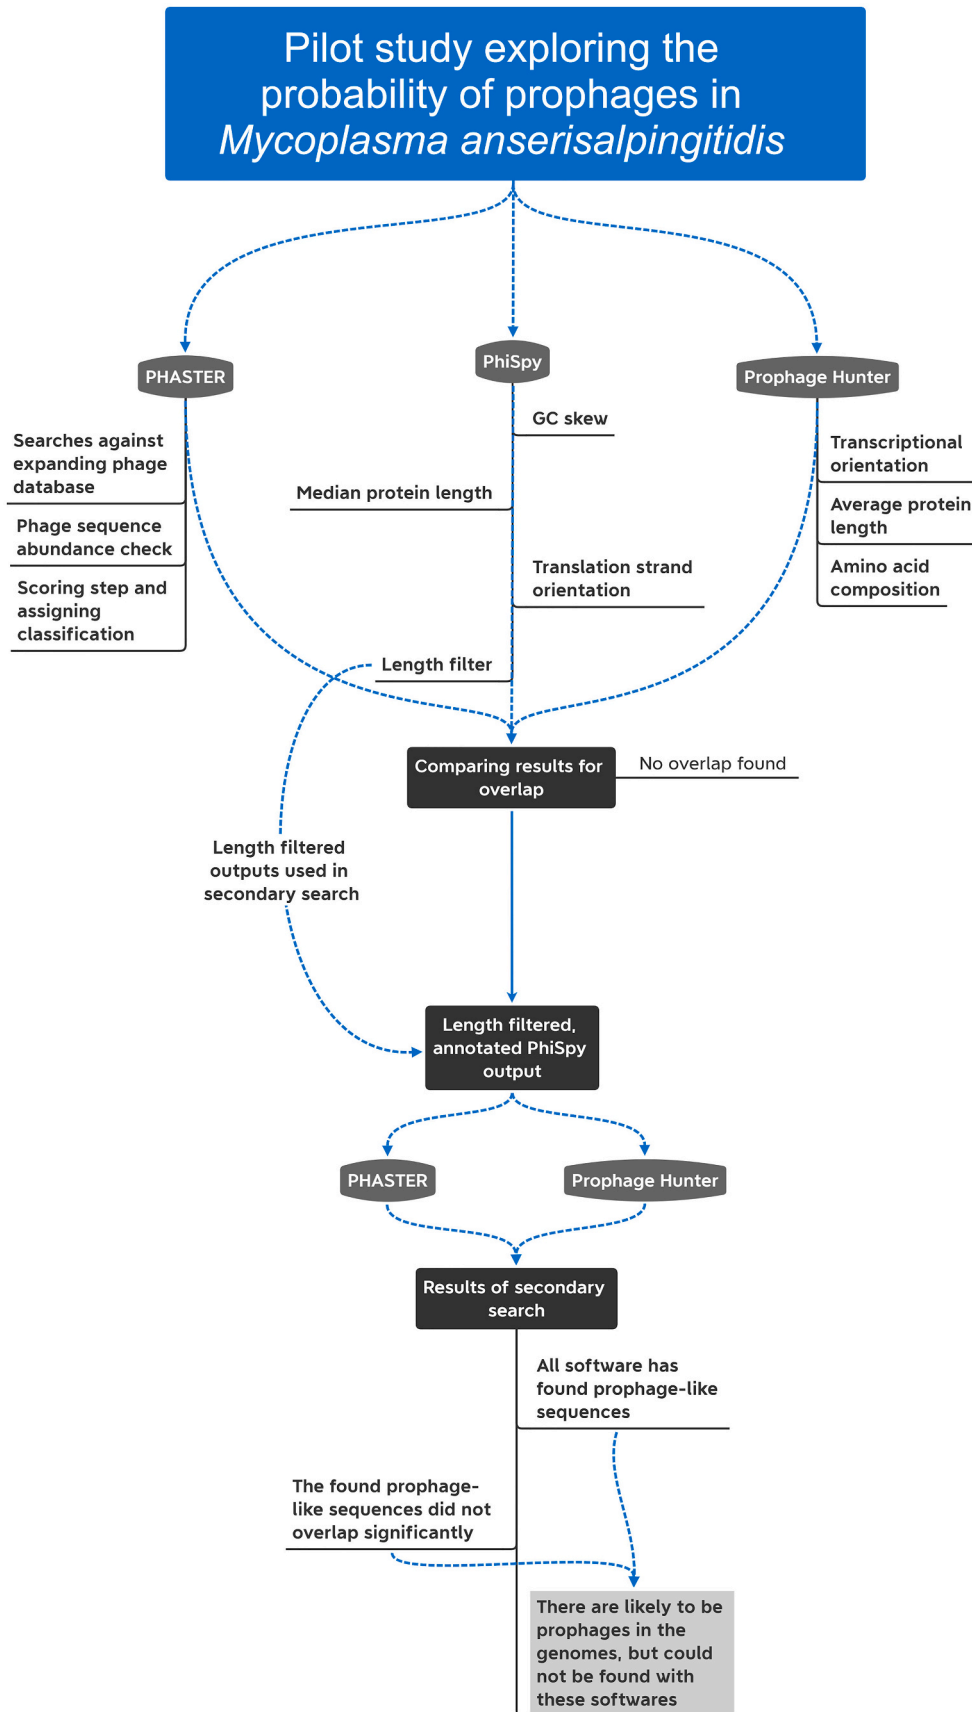 Pilot study exploring the
probability of prophages in
Mycoplasma anserisalpingitidis
PHASTER
PhiSpy
Prophage Hunter
Searches against
expanding phage
database
Phage sequence
abundance check
Scoring step and
assigning
classification
GC skew
Median protein length
Translation strand
orientation
Length filter
Transcriptional
orientation
Average protein
length
Amino acid
composition
Comparing results for
overlap
No overlap found
Length filtered
outputs used in
secondary search
Length filtered,
annotated PhiSpy
output
PHASTER
Prophage Hunter
Results of secondary
search
All software has
found prophage-like
sequences
The found prophage-
like sequences did not
overlap significantly
There are likely to be
prophages in the
genomes, but could
not be found with
these softwares